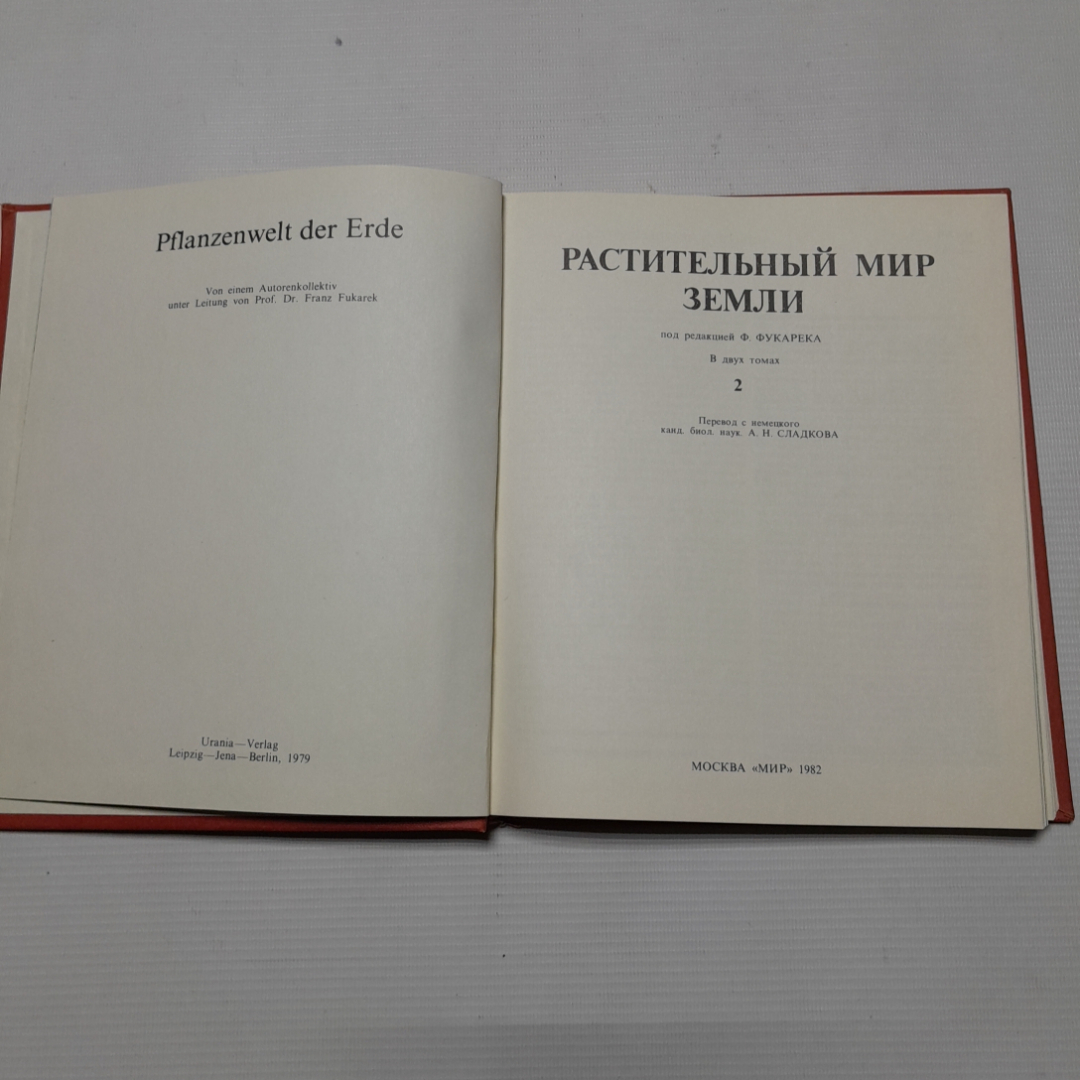 Pflanzenwelt der Erde
Von einem Autorenkollektiv
unter Leitung von Prof. Dr. Franz Fukarek
Urania—Verlag
Leipzig—Jena—Berlin, 1979
РАСТИТЕЛЬНЫЙ МИР
ЗЕМЛИ
под редакцией Ф. ФУКАРЕКА
В двух томах
2
Перевод с немецкого
канд. биол. наук. А. Н. СЛАДКОВА
МОСКВА «МИР» 1982